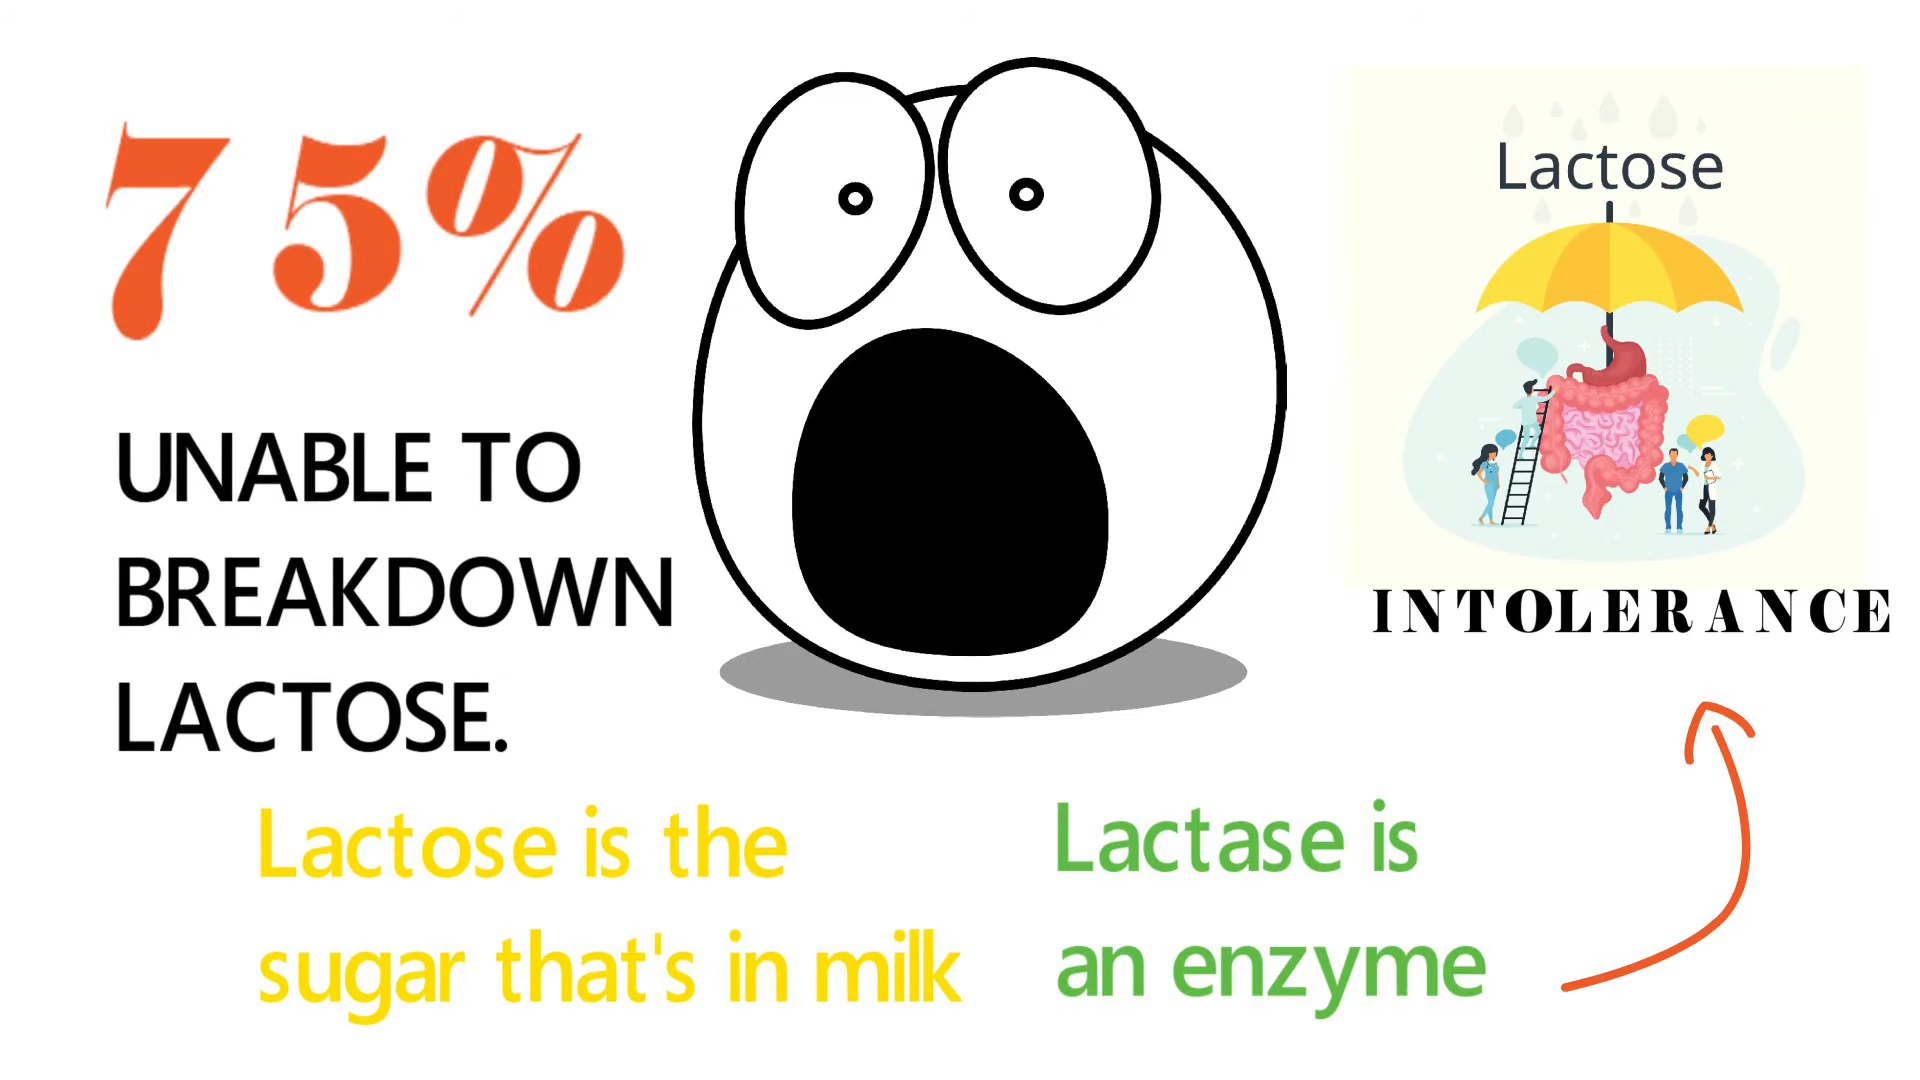 75%
UNABLE TO
BREAKDOWN
LACTOSE.
Lactose
INTOLERANCE
Lactose is the
sugar that's in milk
Lactase is
an enzyme